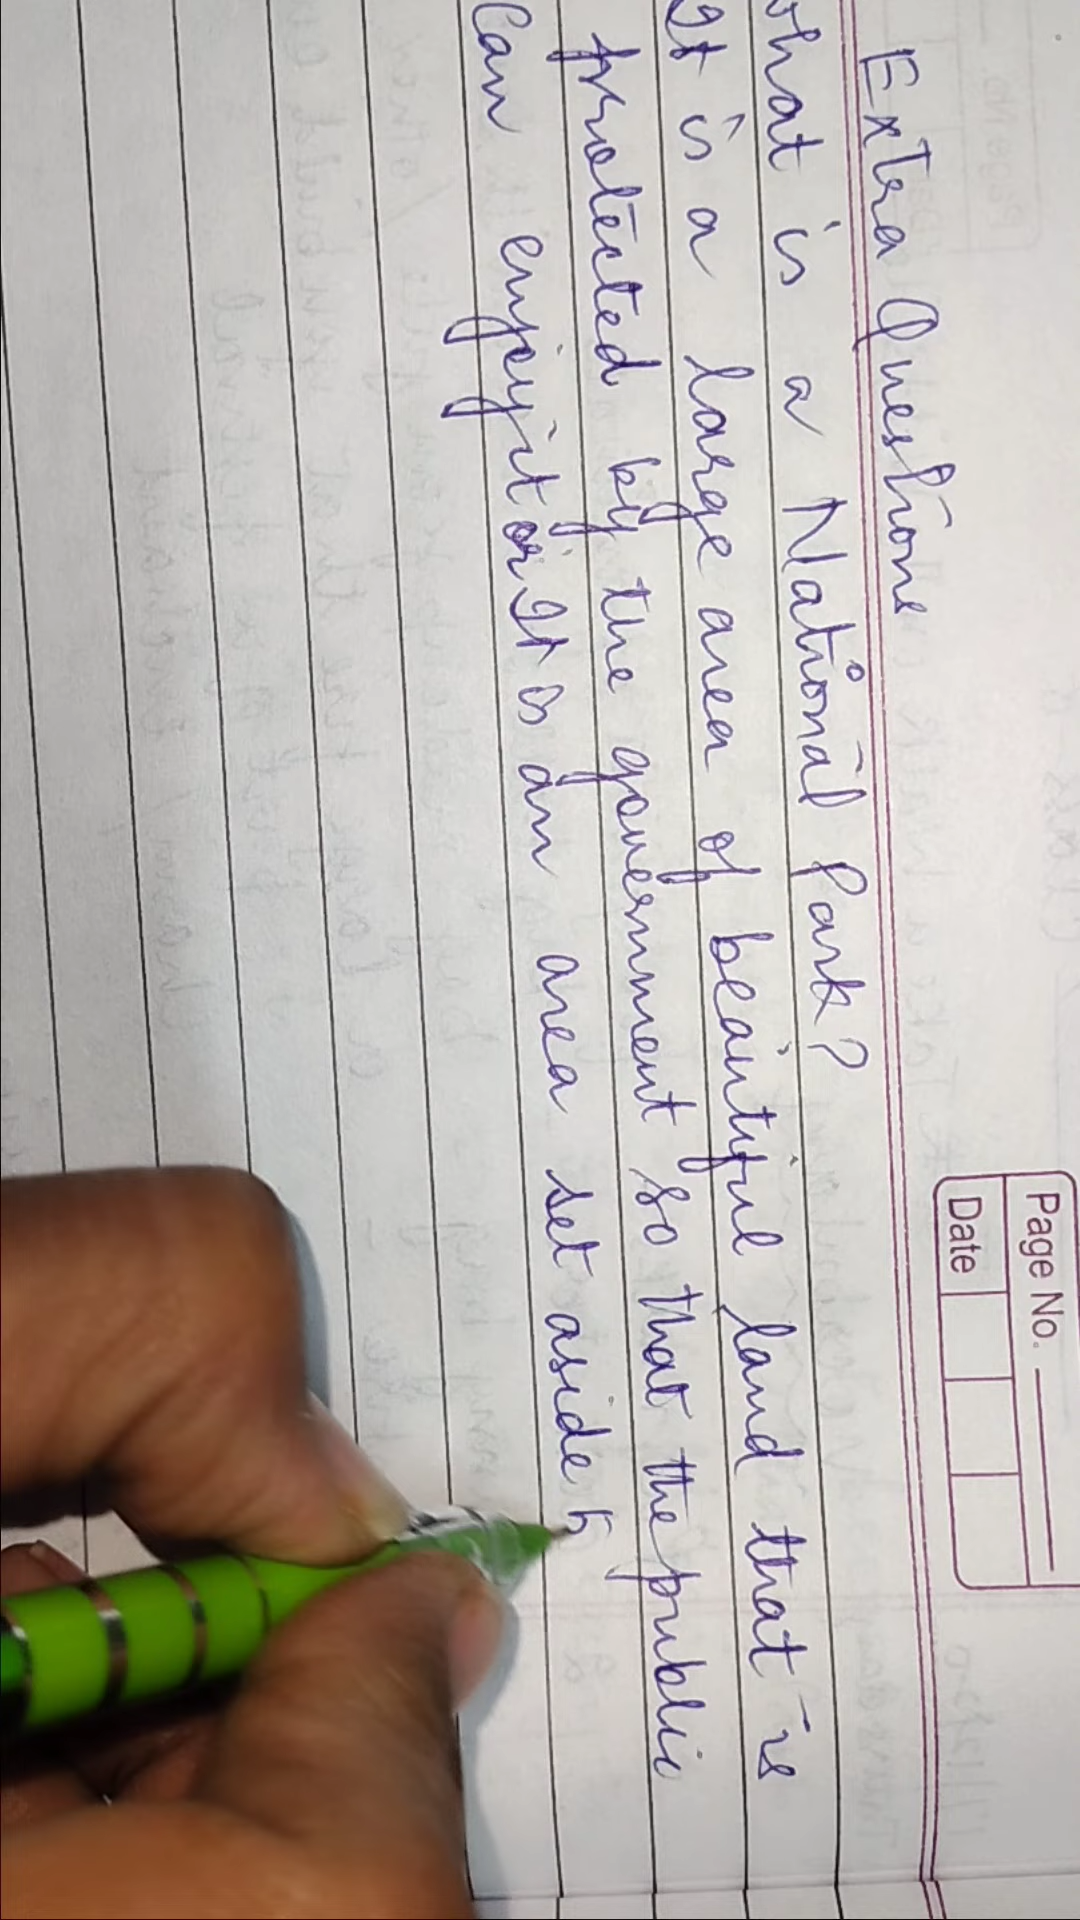 Page No.
Date
Extra Questions
What is a National Park?
It is a large area of beautiful land that is
protected by the government so that the public
Can enjoy it or It is an area set aside